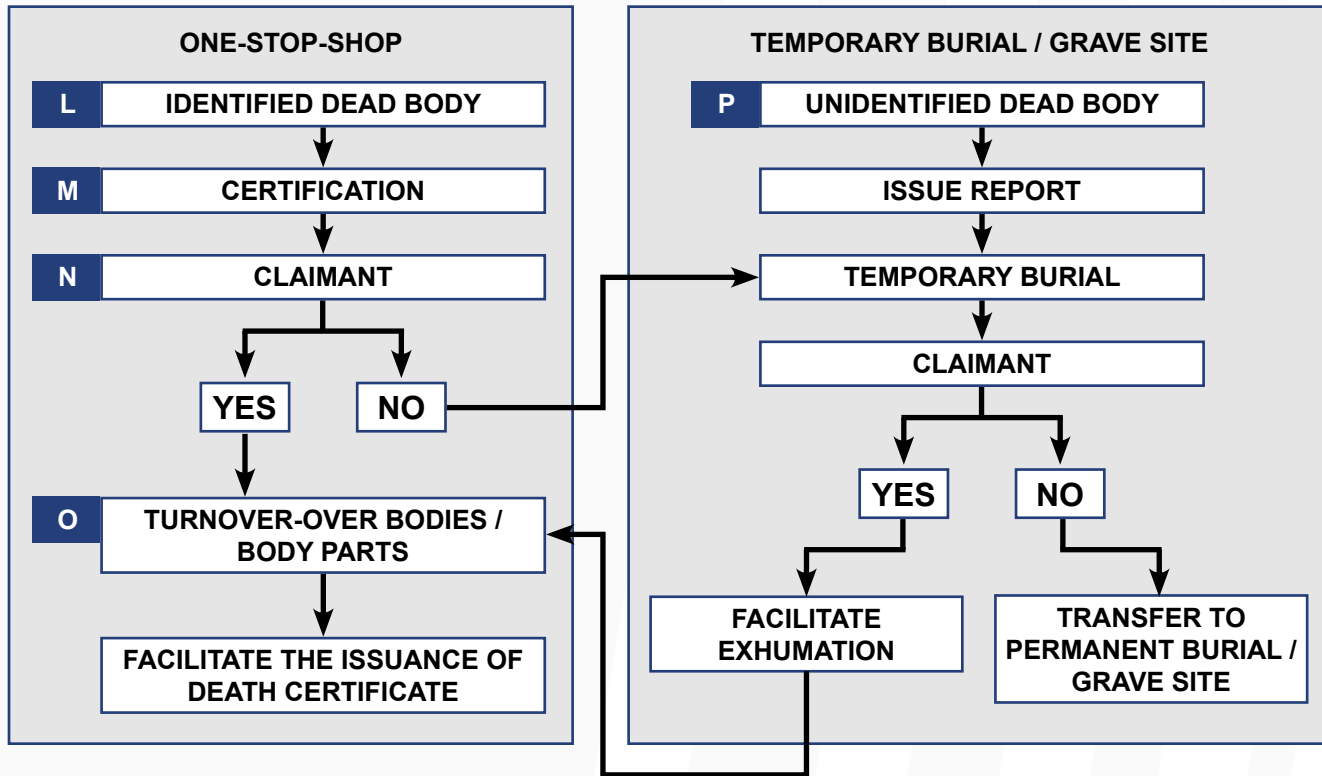 ONE-STOP-SHOP
L
IDENTIFIED DEAD BODY
M
CERTIFICATION
N
CLAIMANT
YES
NO
O
TURNOVER-OVER BODIES /
BODY PARTS
FACILITATE THE ISSUANCE OF
DEATH CERTIFICATE
TEMPORARY BURIAL / GRAVE SITE
P
UNIDENTIFIED DEAD BODY
ISSUE REPORT
TEMPORARY BURIAL
CLAIMANT
YES
NO
FACILITATE
EXHUMATION
TRANSFER TO
PERMANENT BURIAL /
GRAVE SITE